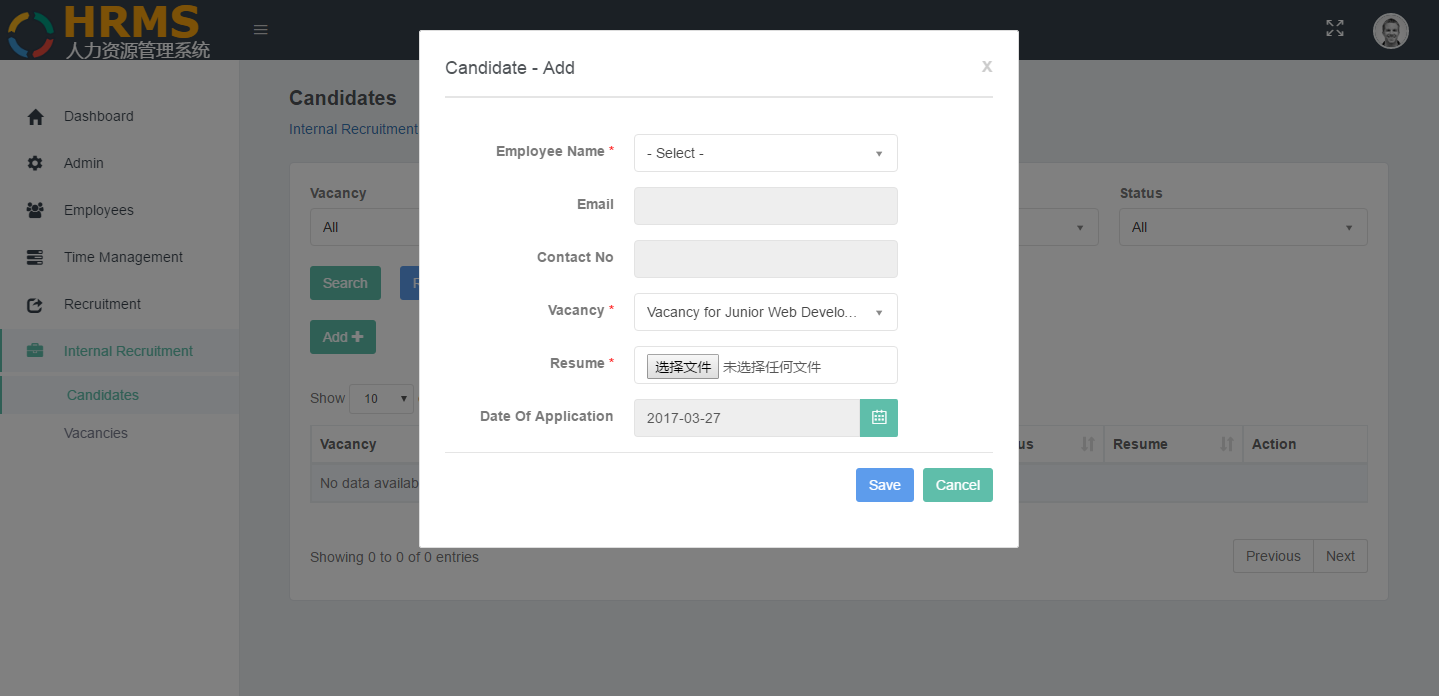 HRMS
人力资源管理系统
Dashboard
Admin
Employees
Time Management
Recruitment
Internal Recruitment
Candidates
Vacancies
Candidates
Internal Recruitment
Vacancy
All
Status
All
Search
Add
Show 10
Vacancy
Resume
Action
No data
Showing 0 to 0 of 0 entries
Previous
Next
Candidate - Add
X
Employee Name *
- Select -
Email
Contact No
Vacancy *
Vacancy for Junior Web Develo...
Resume *
选择文件 未选择任何文件
Date Of Application
2017-03-27
Save
Cancel